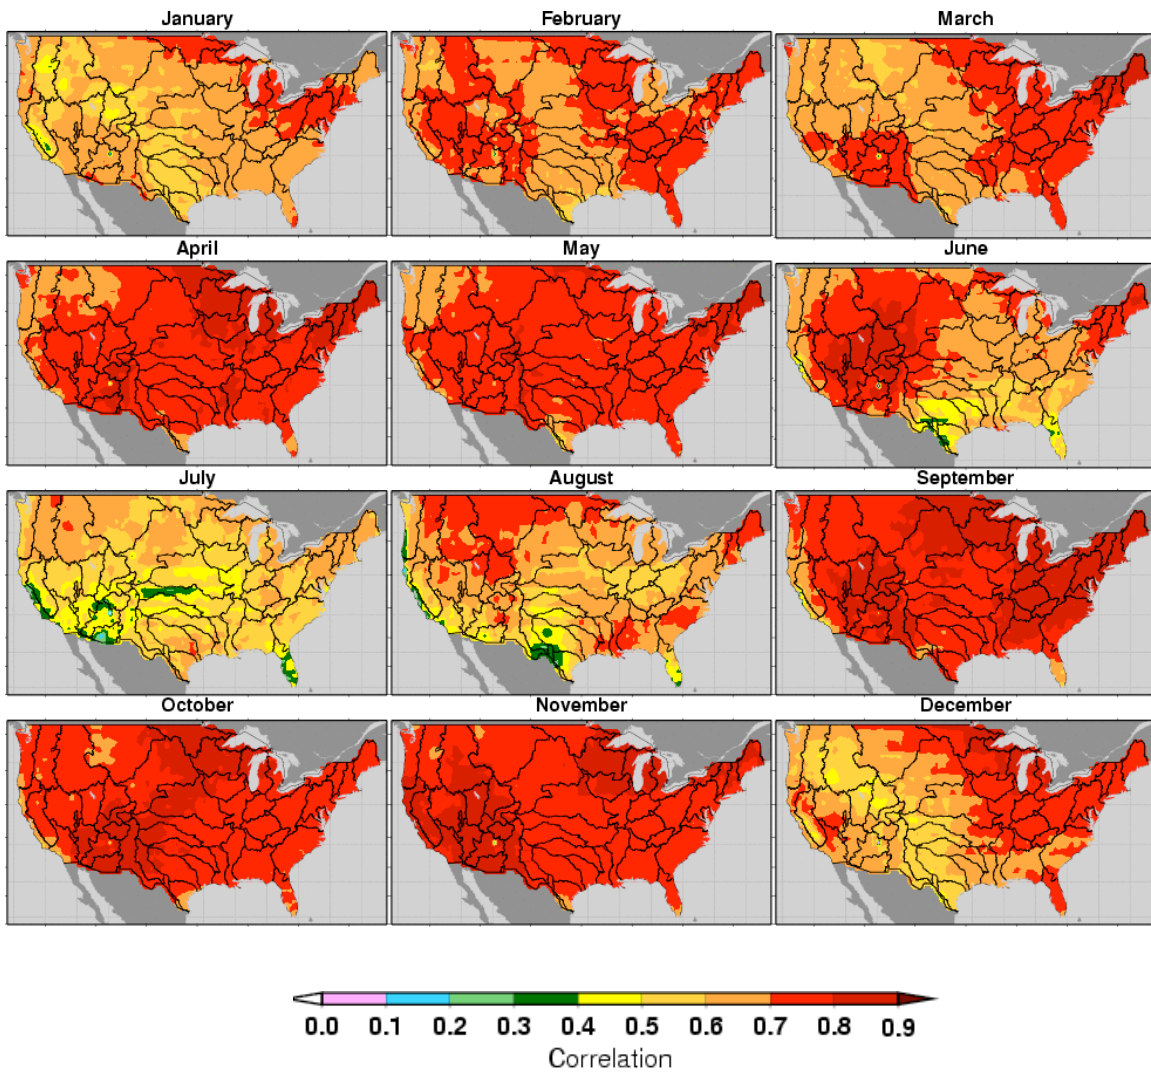 January February March
April May June
July August September
October November December
0.0 0.1 0.2 0.3 0.4 0.5 0.6 0.7 0.8 0.9
Correlation